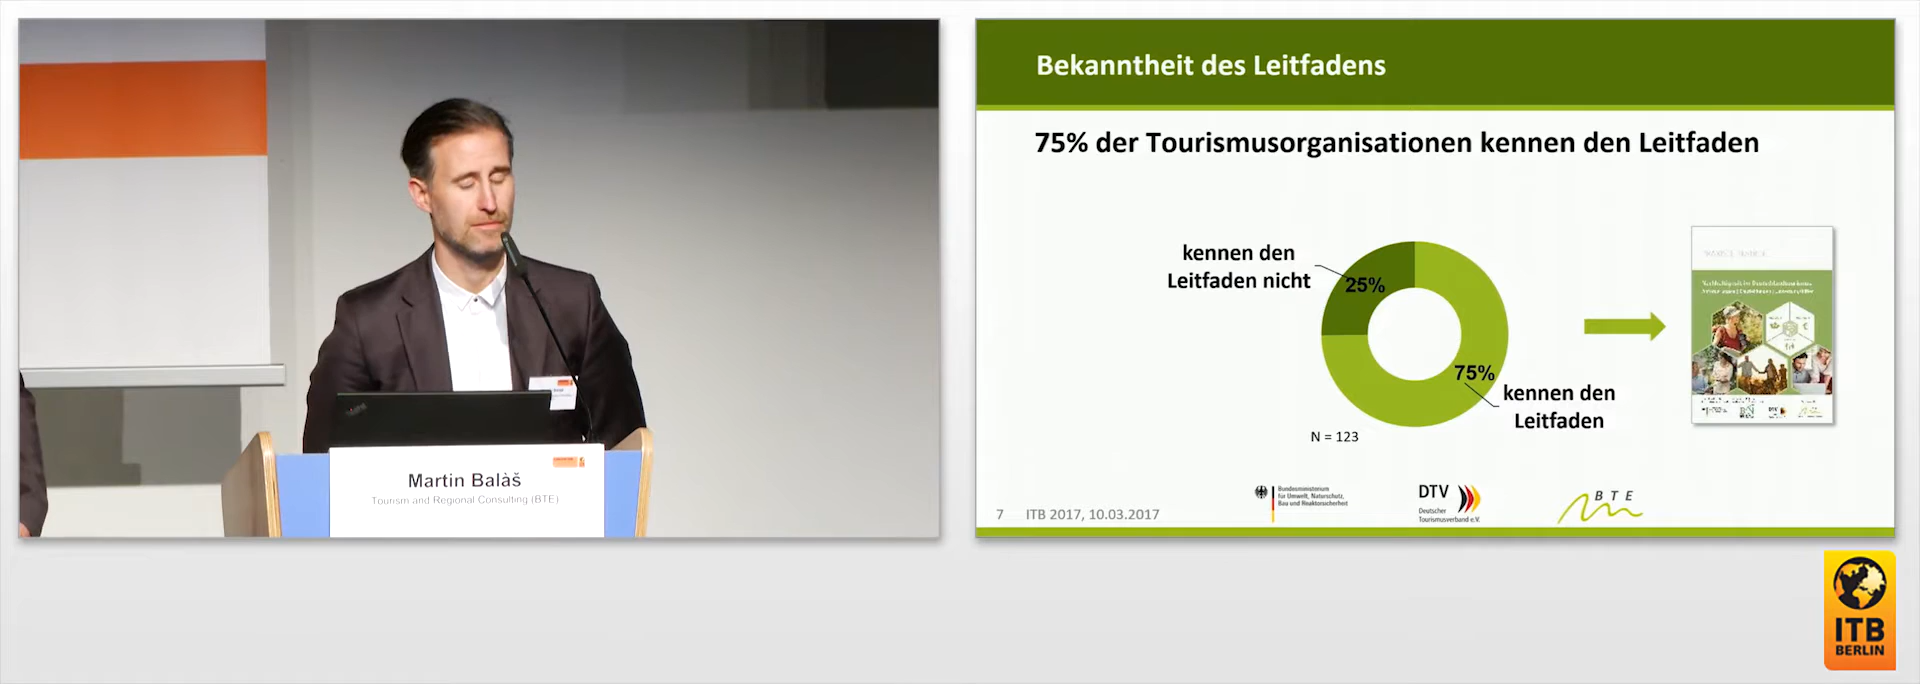 Martin Balàš
Tourism and Regional Consulting (BTE)
Bekanntheit des Leitfadens
75% der Tourismusorganisationen kennen den Leitfaden
kennen den
Leitfaden nicht
25%
75%
kennen den
Leitfaden
N = 123
7 ITB 2017, 10.03.2017
Bundesministerium
für Umwelt, Naturschutz,
Bau und Reaktorsicherheit
DTV
Deutscher
Tourismusverband e.V.
BTE
ITB
BERLIN